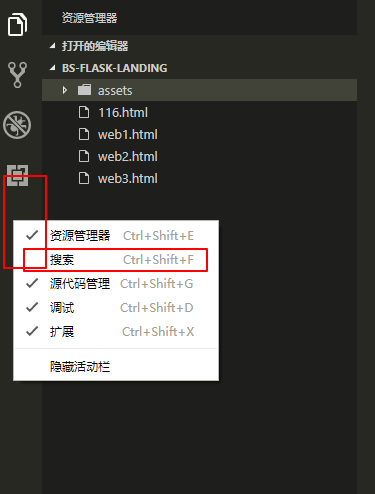 资源管理器
打开的编辑器
BS-FLASK-LANDING
assets
116.html
web1.html
web2.html
web3.html
资源管理器 Ctrl+Shift+E
搜索 Ctrl+Shift+F
源代码管理 Ctrl+Shift+G
调试 Ctrl+Shift+D
扩展 Ctrl+Shift+X
隐藏活动栏